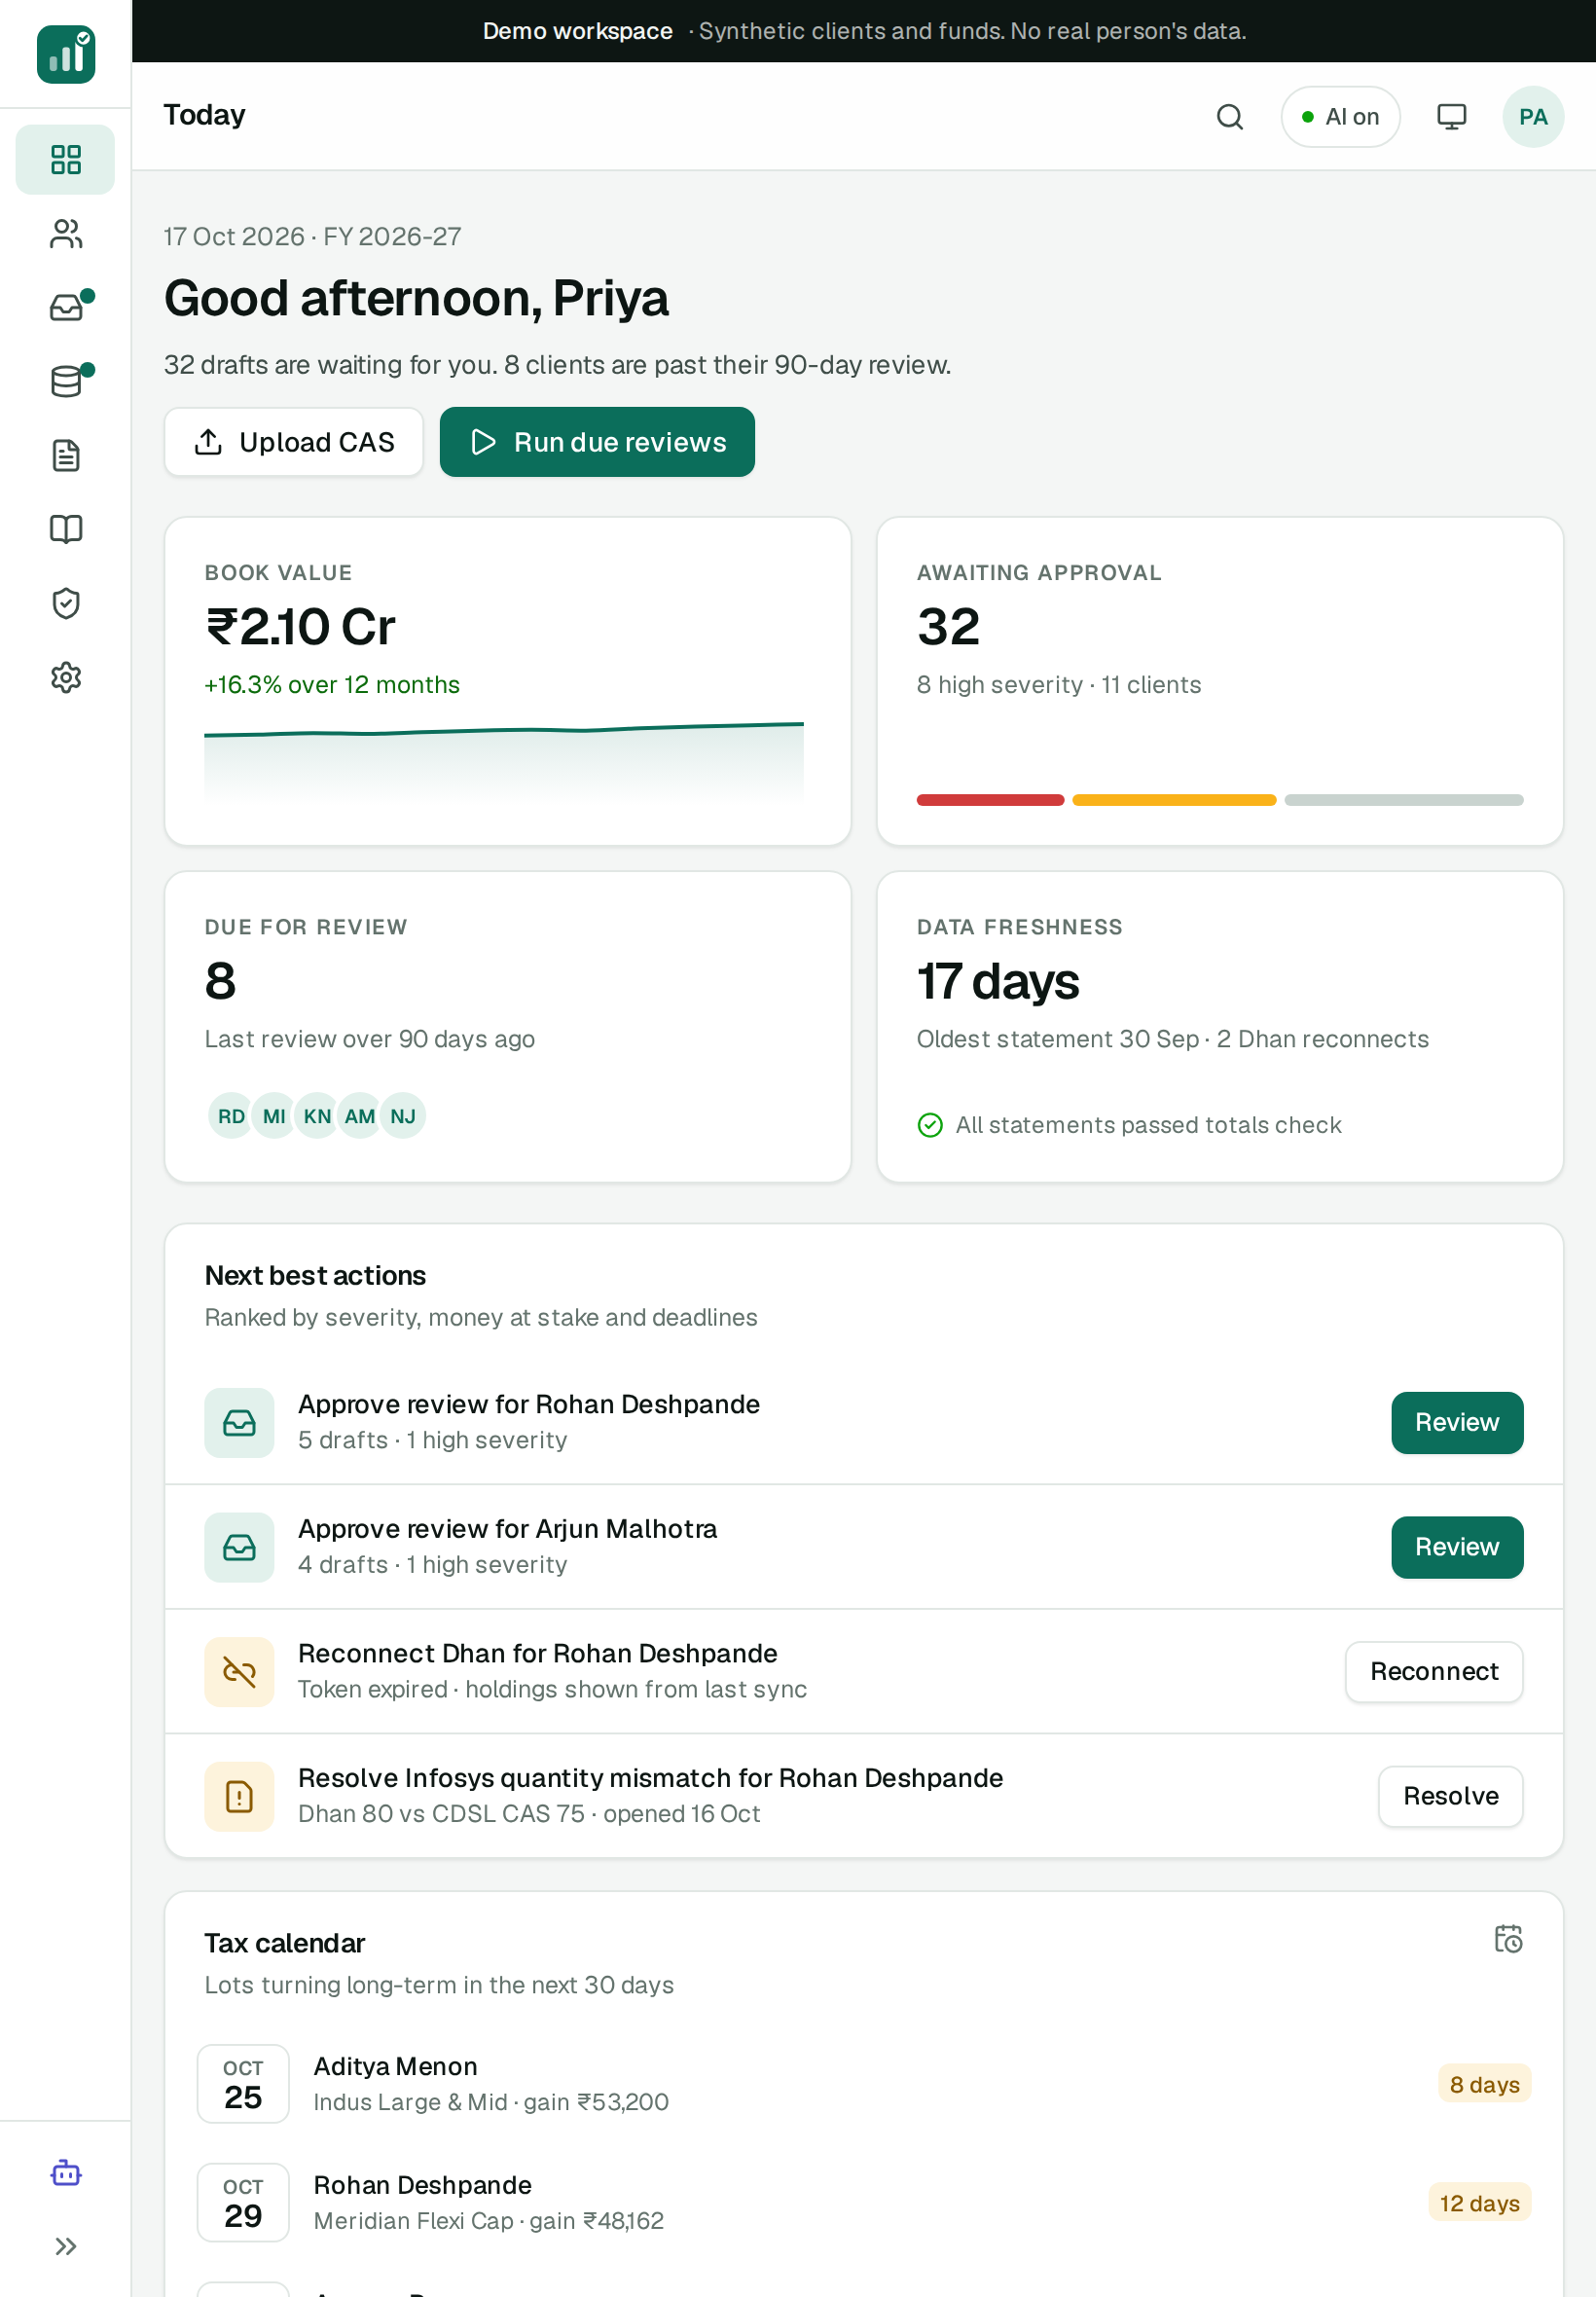 Demo workspace · Synthetic clients and funds. No real person's data.
Today
AI on
PA
17 Oct 2026 · FY 2026-27
Good afternoon, Priya
32 drafts are waiting for you. 8 clients are past their 90-day review.
Upload CAS
Run due reviews
BOOK VALUE
₹2.10 Cr
+16.3% over 12 months
AWAITING APPROVAL
32
8 high severity · 11 clients
DUE FOR REVIEW
8
Last review over 90 days ago
RD MI KN AM NJ
DATA FRESHNESS
17 days
Oldest statement 30 Sep · 2 Dhan reconnects
All statements passed totals check
Next best actions
Ranked by severity, money at stake and deadlines
Approve review for Rohan Deshpande
5 drafts · 1 high severity
Review
Approve review for Arjun Malhotra
4 drafts · 1 high severity
Review
Reconnect Dhan for Rohan Deshpande
Token expired · holdings shown from last sync
Reconnect
Resolve Infosys quantity mismatch for Rohan Deshpande
Dhan 80 vs CDSL CAS 75 · opened 16 Oct
Resolve
Tax calendar
Lots turning long-term in the next 30 days
OCT
25
Aditya Menon
Indus Large & Mid · gain ₹53,200
8 days
OCT
29
Rohan Deshpande
Meridian Flexi Cap · gain ₹48,162
12 days